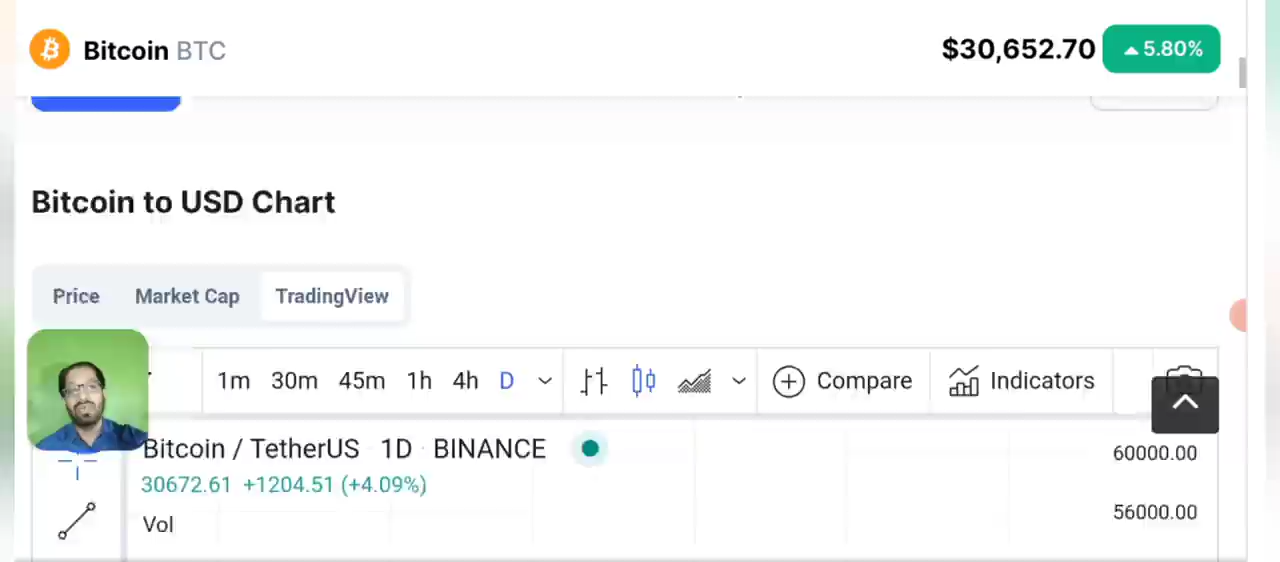 Bitcoin BTC
$30,652.70 5.80%
Bitcoin to USD Chart
Price Market Cap TradingView
1m 30m 45m 1h 4h D Compare Indicators
Bitcoin / TetherUS · 1D · BINANCE
60000.00
30672.61 +1204.51 (+4.09%)
56000.00
Vol